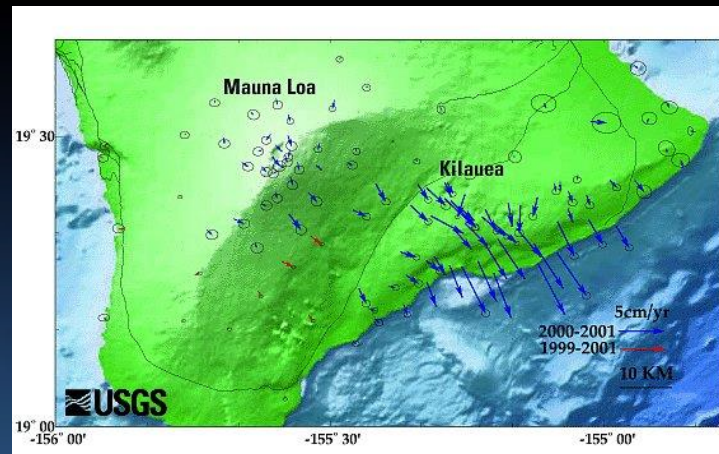 Mauna Loa
19° 30'
Kilauea
5cm/yr
2000-2001
1999-2001
10 KM
USGS
19° 00'
-156° 00'
-155° 30'
-155° 00'